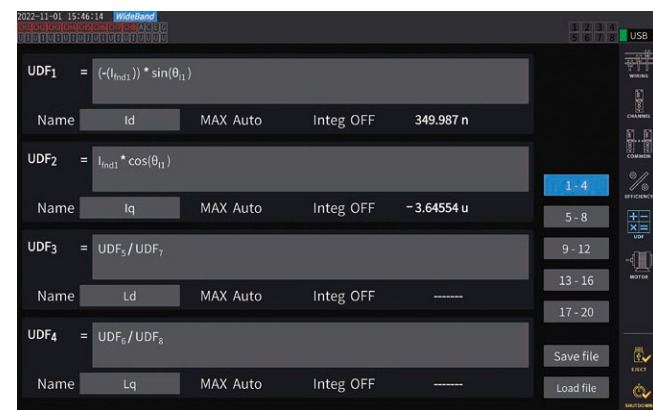 2022-11-01 15:46:14 WideBand
1 2 3 4
5 6 7 8
USB
UDF1 = (-(Ifnd1)) * sin(θI1)
Name Id MAX Auto Integ OFF 349.987 n
UDF2 = Ifnd1 * cos(θI1)
Name Iq MAX Auto Integ OFF -3.64554 u
UDF3 = UDF5 / UDF7
Name Ld MAX Auto Integ OFF -------
UDF4 = UDF6 / UDF8
Name Lq MAX Auto Integ OFF -------
1 - 4
5 - 8
9 - 12
13 - 16
17 - 20
Save file
Load file
WIRING
CHANNEL
COMMON
EFFICIENCY
UDF
MOTOR
EJECT
SHUTDOWN